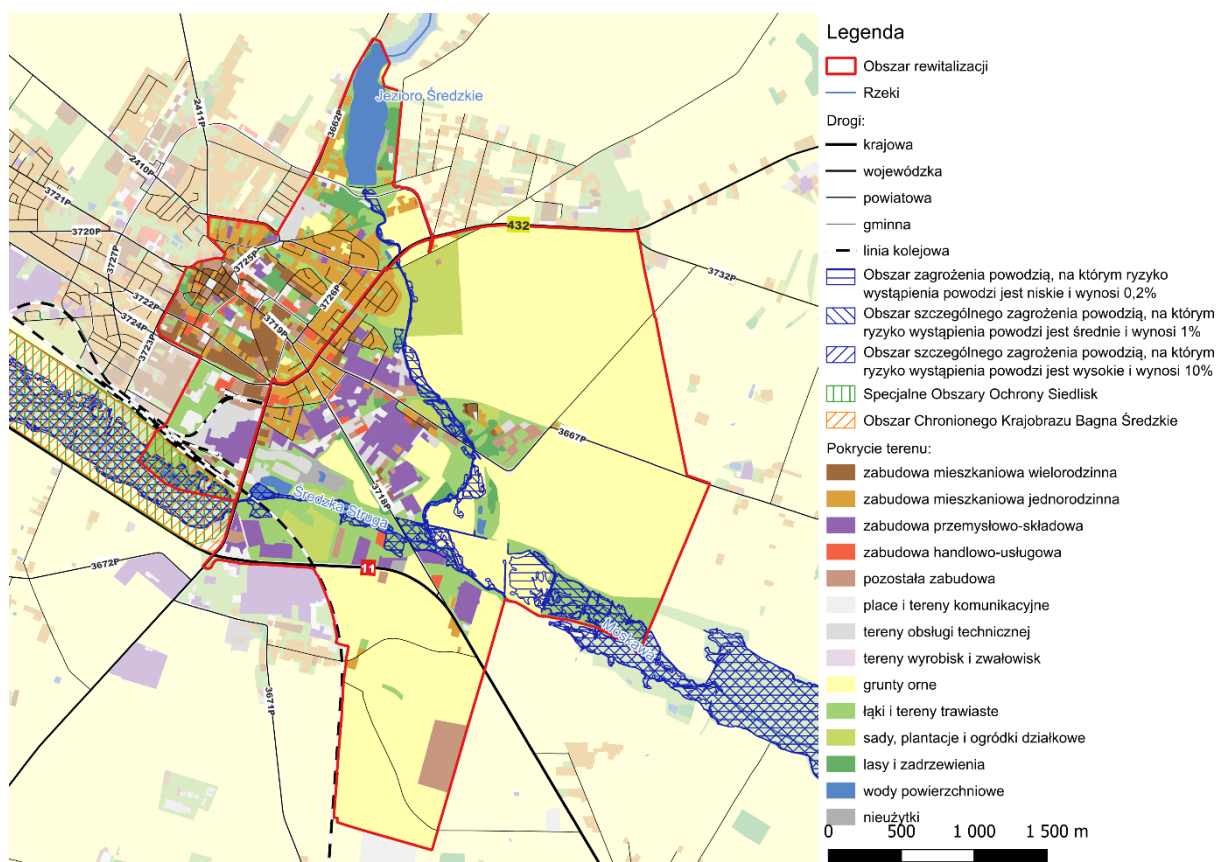 Jezioro Średzkie
3662P
2411P
2410P
3721P
3720P
3727P
3725P
3726P
3722P
3724P
3723P
3719P
432
3732P
3667P
3718P
Średzka Struga
3672P
11
Moskawa
3671P
Legenda
Obszar rewitalizacji
Rzeki
Drogi:
krajowa
wojewódzka
powiatowa
gminna
linia kolejowa
Obszar zagrożenia powodzią, na którym ryzyko
wystąpienia powodzi jest niskie i wynosi 0,2%
Obszar szczególnego zagrożenia powodzią, na którym
ryzyko wystąpienia powodzi jest średnie i wynosi 1%
Obszar szczególnego zagrożenia powodzią, na którym
ryzyko wystąpienia powodzi jest wysokie i wynosi 10%
Specjalne Obszary Ochrony Siedlisk
Obszar Chronionego Krajobrazu Bagna Średzkie
Pokrycie terenu:
zabudowa mieszkaniowa wielorodzinna
zabudowa mieszkaniowa jednorodzinna
zabudowa przemysłowo-składowa
zabudowa handlowo-usługowa
pozostała zabudowa
place i tereny komunikacyjne
tereny obsługi technicznej
tereny wyrobisk i zwałowisk
grunty orne
łąki i tereny trawiaste
sady, plantacje i ogródki działkowe
lasy i zadrzewienia
wody powierzchniowe
nieużytki
0 500 1 000 1 500 m